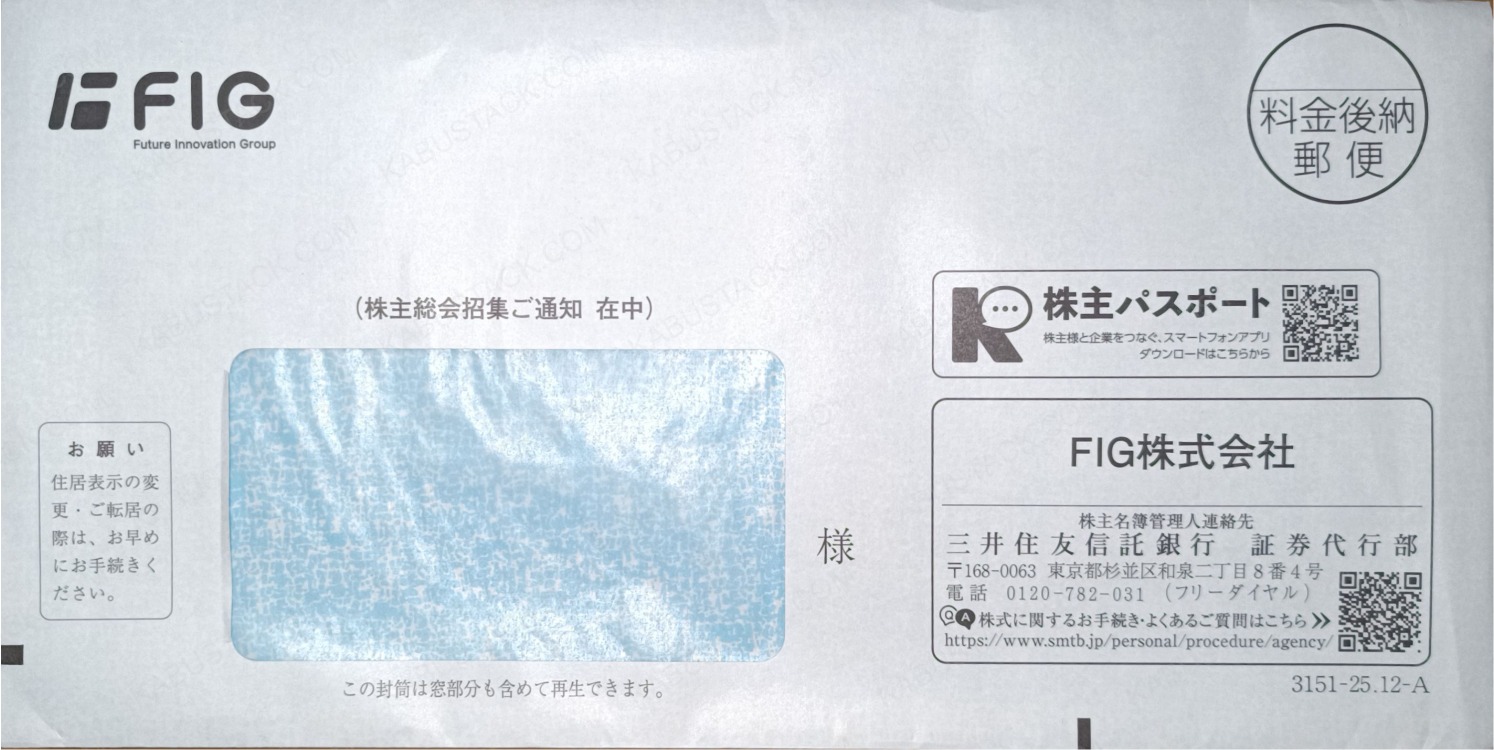 FIG
Future Innovation Group
料金後納
郵便
(株主総会招集ご通知 在中)
株主パスポート
株主様と企業をつなぐ、スマートフォンアプリ
ダウンロードはこちらから
お願い
住居表示の変
更・ご転居の
際は、お早め
にお手続きく
ださい。
様
FIG株式会社
株主名簿管理人連絡先
三井住友信託銀行 証券代行部
〒168-0063 東京都杉並区和泉二丁目8番4号
電話 0120-782-031 (フリーダイヤル)
QA 株式に関するお手続き・よくあるご質問はこちら
https://www.smtb.jp/personal/procedure/agency/
この封筒は窓部分も含めて再生できます。
3151-25.12-A
KABUSTACK.COM